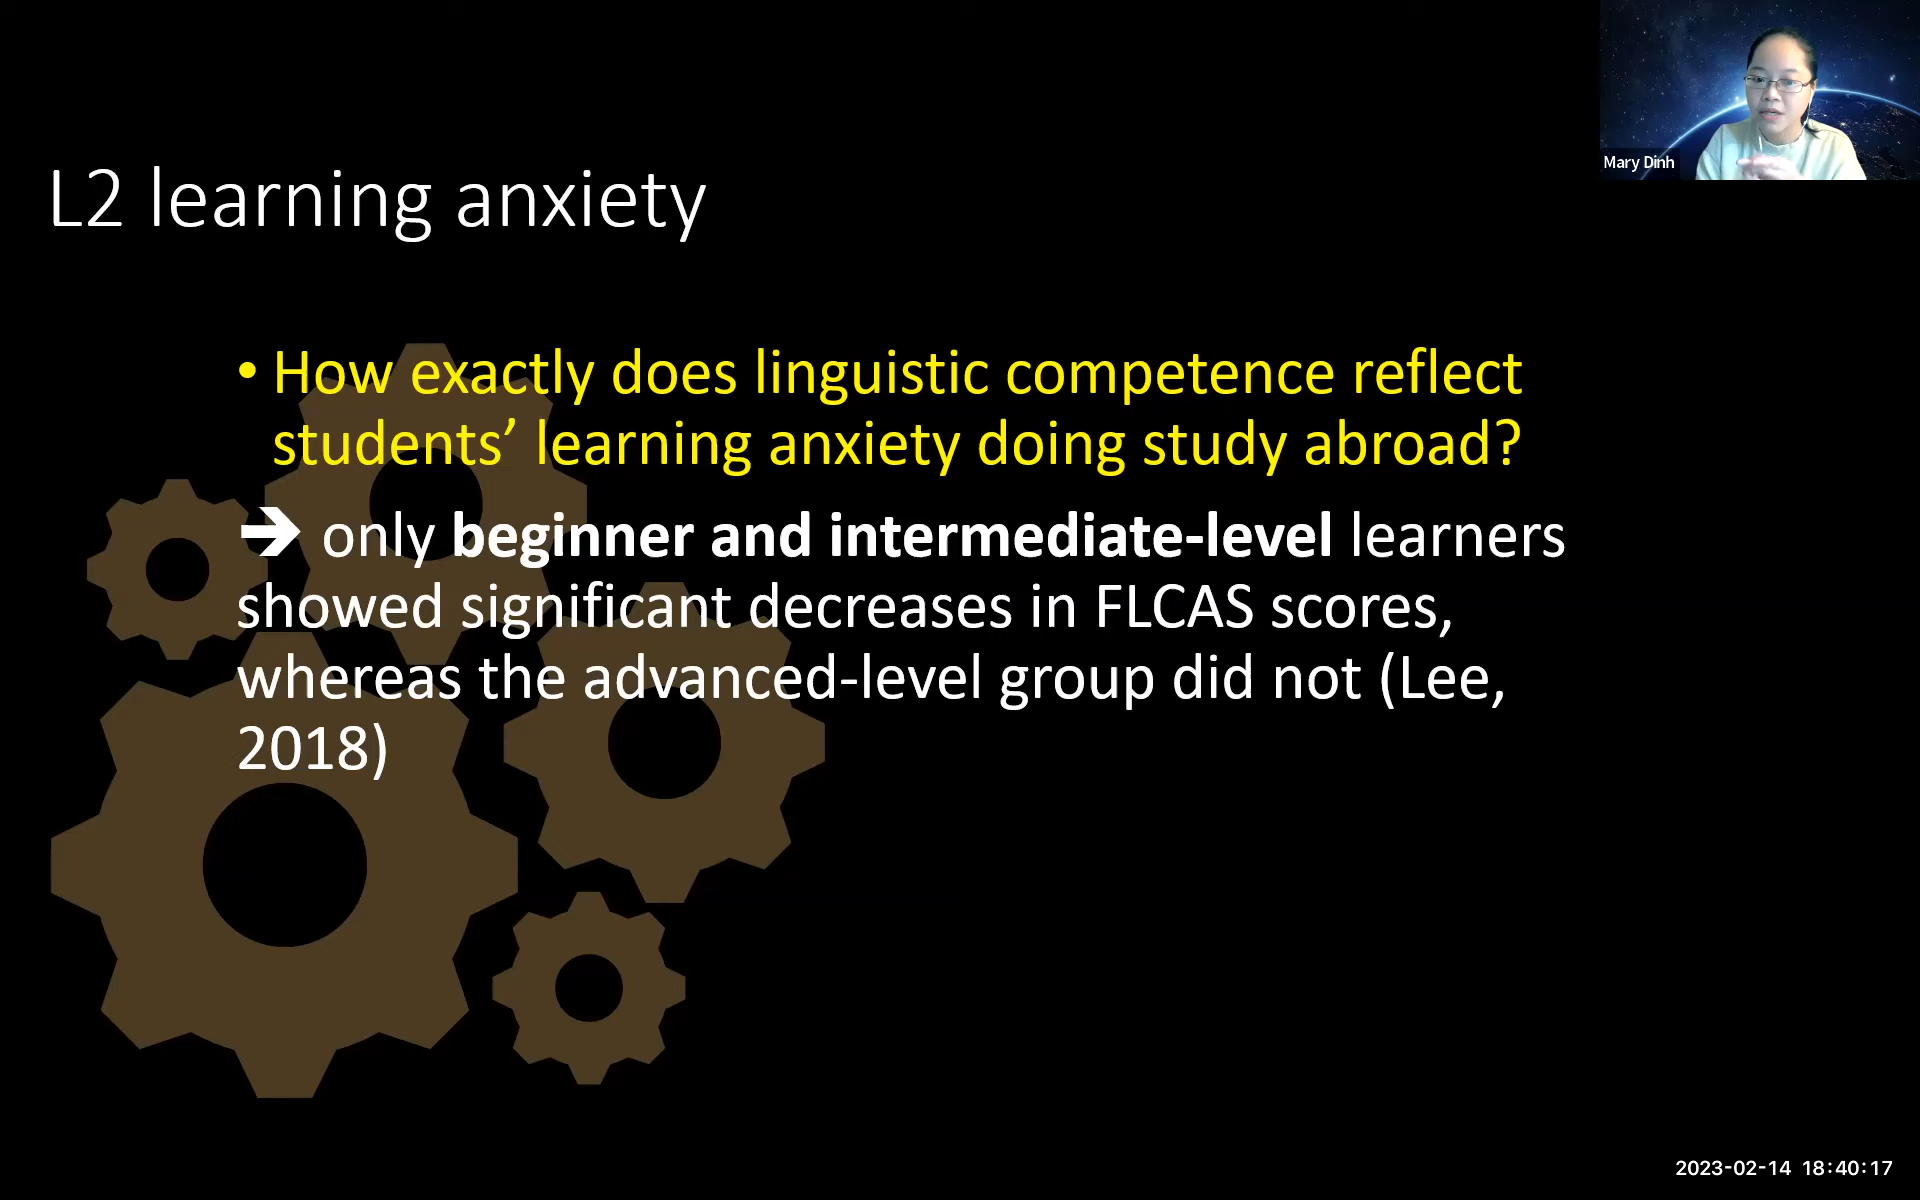 Mary Dinh
L2 learning anxiety
• How exactly does linguistic competence reflect
students’ learning anxiety doing study abroad?
➔ only beginner and intermediate-level learners
showed significant decreases in FLCAS scores,
whereas the advanced-level group did not (Lee,
2018)
2023-02-14 18:40:17